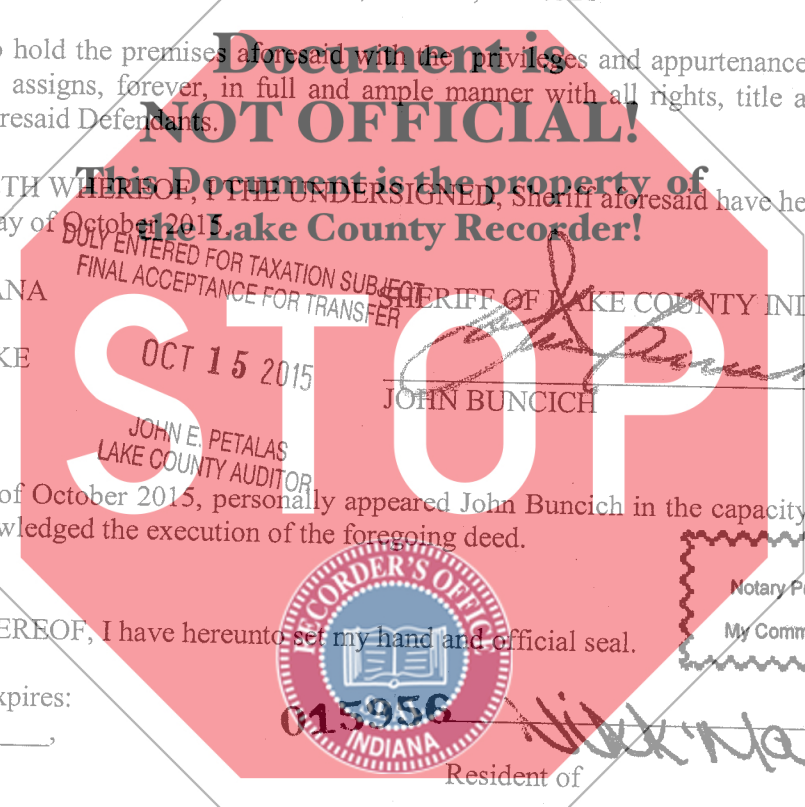 Document is
o hold the premises aforesaid with the privileges and appurtenance
assigns, forever, in full and ample manner with all rights, title a
NOT OFFICIAL!
resaid Defendants.
This Document is the property of
TH WHEREOF, I THE UNDERSIGNED, Sheriff aforesaid have he
the Lake County Recorder!
ay of October 2015.
DULY ENTERED FOR TAXATION SUBJECT
FINAL ACCEPTANCE FOR TRANSFER
ANA
SHERIFF OF LAKE COUNTY IND
STOP
KE
OCT 15 2015
JOHN BUNCICH
JOHN E. PETALAS
LAKE COUNTY AUDITOR
of October 2015, personally appeared John Buncich in the capacity
wledged the execution of the foregoing deed.
RECORDER'S OFFIC
Notary P
EREOF, I have hereunto set my hand and official seal.
My Comm
xpires:
015956
INDIANA
Resident of